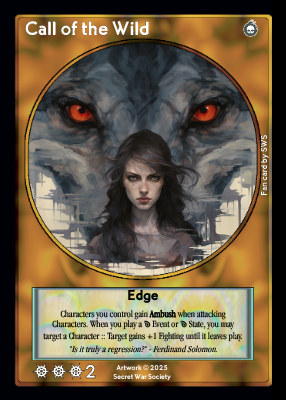 Call of the Wild
Fan card by SWS
Edge
Characters you control gain Ambush when attacking
Characters. When you play a Event or State, you may
target a Character :: Target gains +1 Fighting until it leaves play.
"Is it truly a regression?" - Ferdinand Solomon.
2
Artwork © 2025
Secret War Society